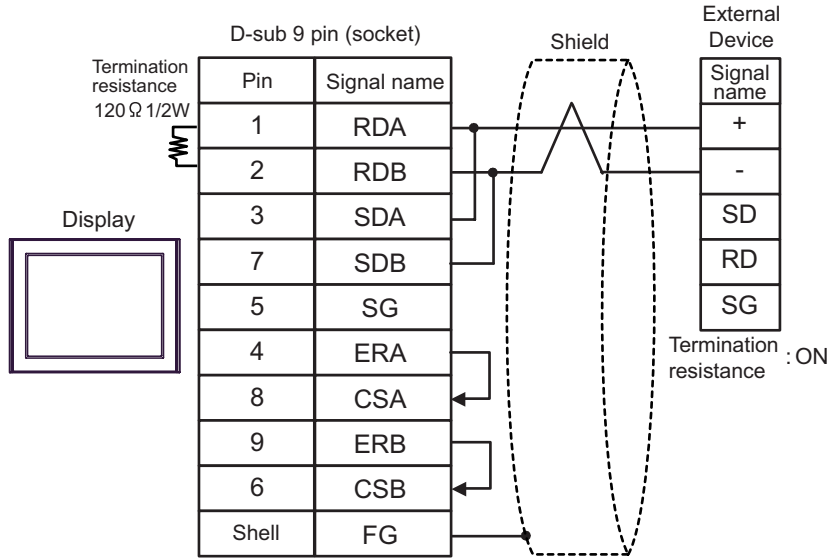 External
Device
D-sub 9 pin (socket)
Shield
Termination
resistance
120Ω 1/2W
Pin Signal name
Signal
name
1 RDA
+
2 RDB
-
3 SDA
SD
Display
7 SDB
RD
5 SG
SG
4 ERA
Termination
resistance : ON
8 CSA
9 ERB
6 CSB
Shell FG